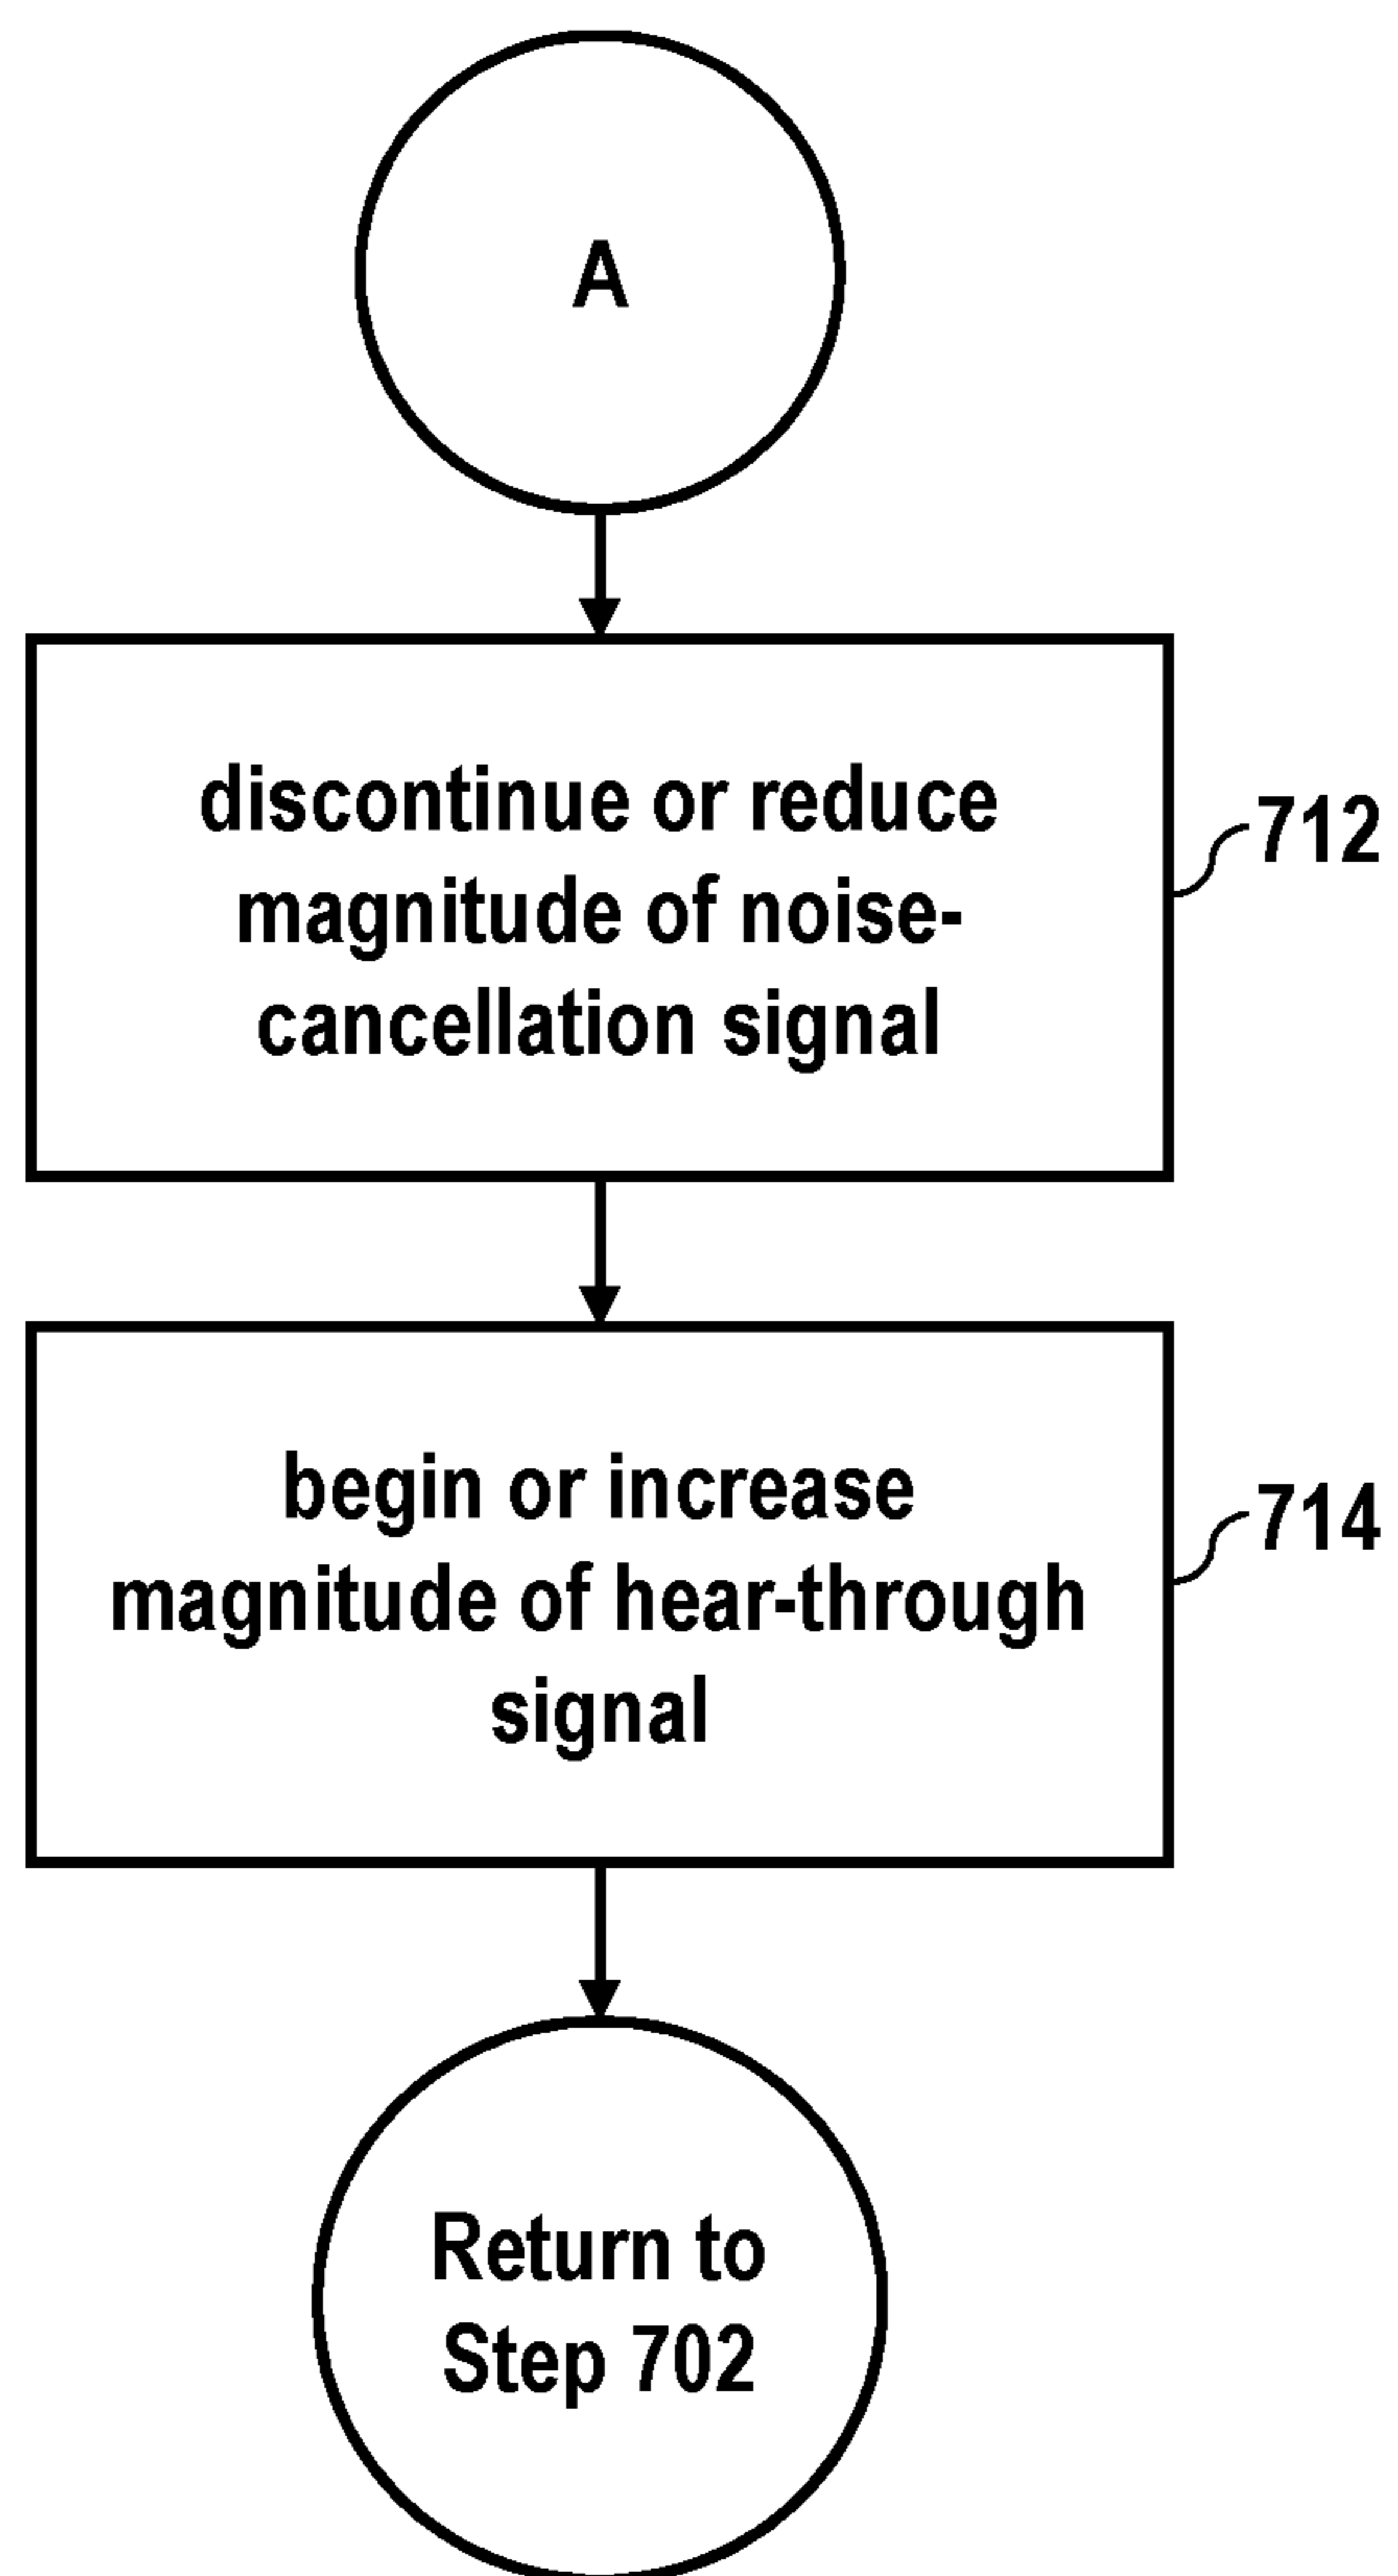 A
discontinue or reduce
magnitude of noise-
cancellation signal
712
begin or increase
magnitude of hear-through
signal
714
Return to
Step 702